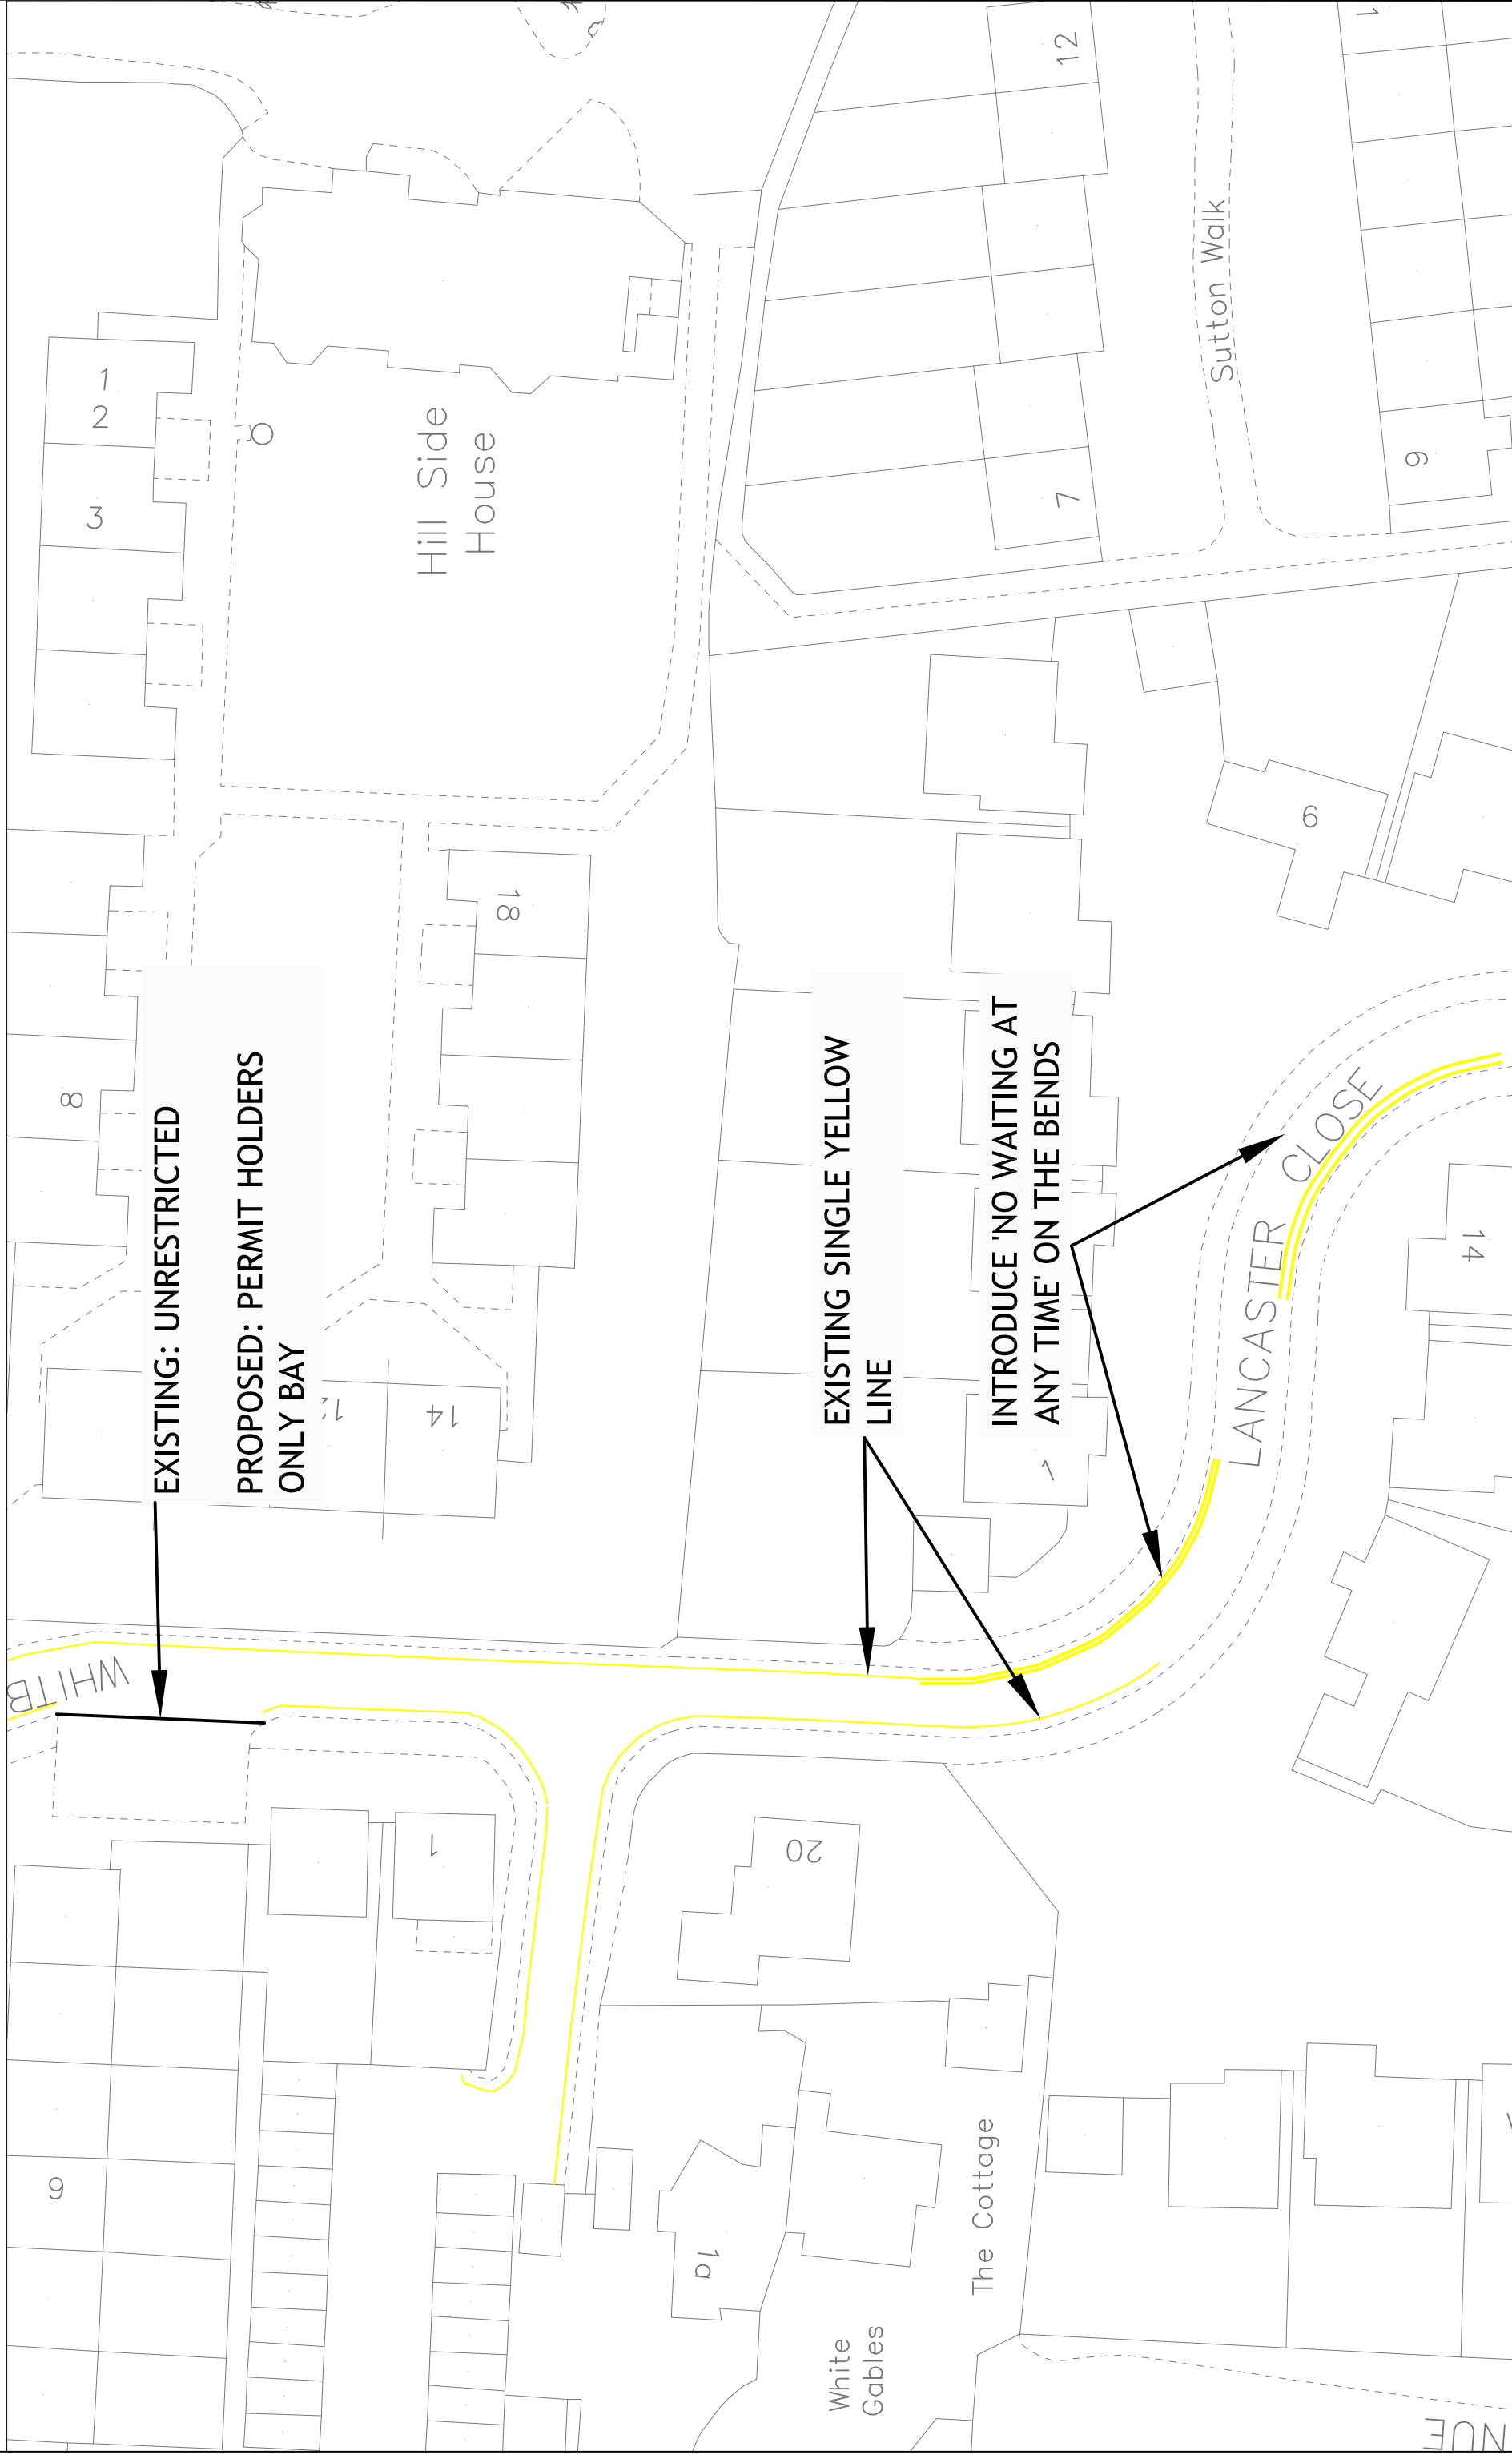 EXISTING: UNRESTRICTED
PROPOSED: PERMIT HOLDERS
ONLY BAY
EXISTING SINGLE YELLOW
LINE
INTRODUCE 'NO WAITING AT
ANY TIME' ON THE BENDS
Hill Side
House
Sutton Walk
LANCASTER CLOSE
WHITB
The Cottage
White
Gables
NUE
1
2
3
8
18
14
12
7
9
1
14
1
20
1a